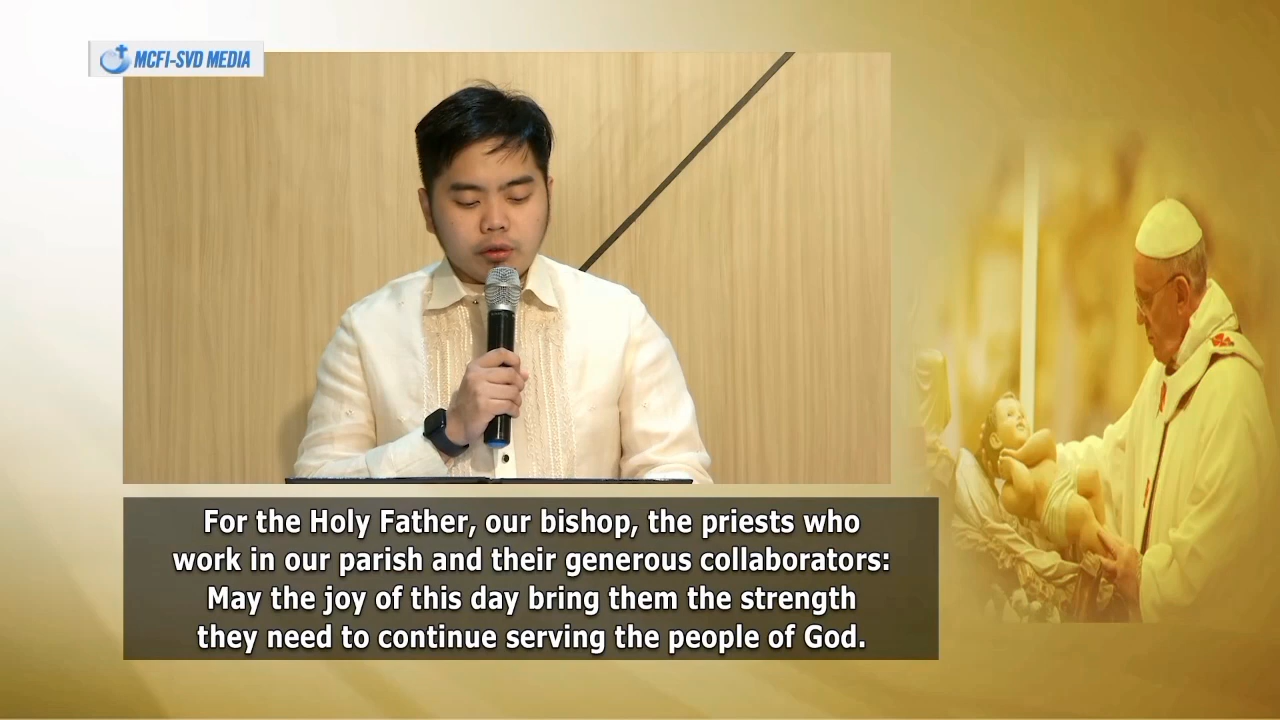 MCFI-SVD MEDIA
For the Holy Father, our bishop, the priests who
work in our parish and their generous collaborators:
May the joy of this day bring them the strength
they need to continue serving the people of God.